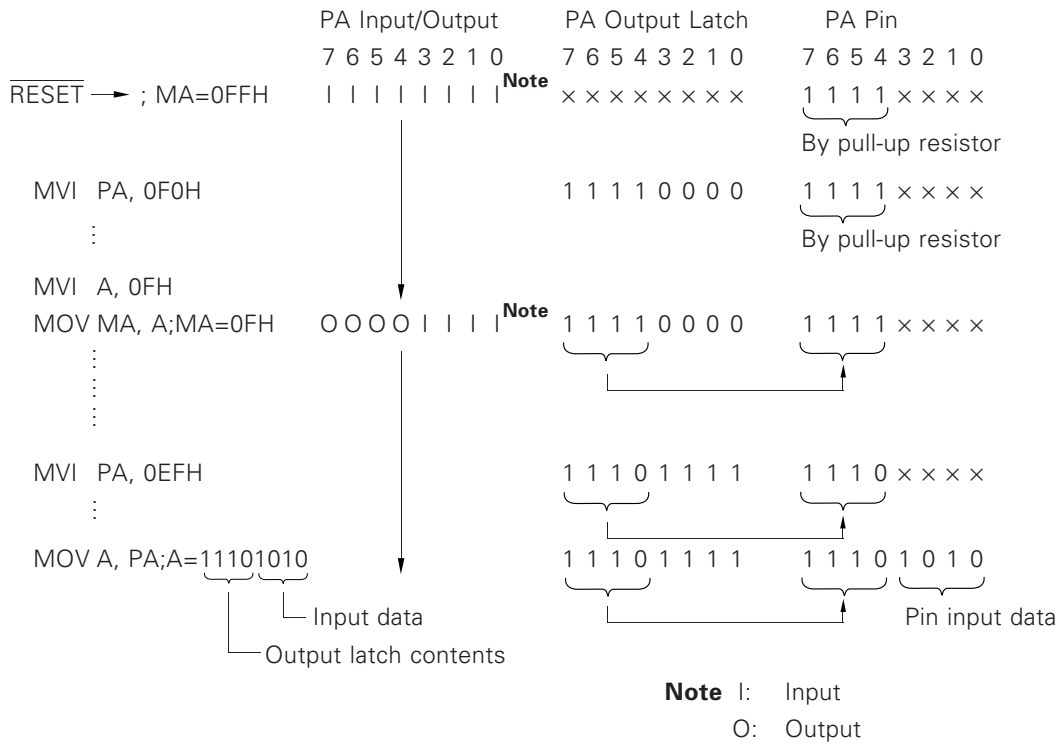 PA Input/Output PA Output Latch PA Pin
7 6 5 4 3 2 1 0 7 6 5 4 3 2 1 0 7 6 5 4 3 2 1 0
RESET ; MA=0FFH I I I I I I I I Note × × × × × × × × 1 1 1 1 × × × ×
By pull-up resistor
MVI PA, 0F0H 1 1 1 1 0 0 0 0 1 1 1 1 × × × ×
By pull-up resistor
MVI A, 0FH
MOV MA, A;MA=0FH O O O O I I I I Note 1 1 1 1 0 0 0 0 1 1 1 1 × × × ×
MVI PA, 0EFH 1 1 1 0 1 1 1 1 1 1 1 0 × × × ×
MOV A, PA;A=11101010 1 1 1 0 1 1 1 1 1 1 1 0 1 0 1 0
Input data Pin input data
Output latch contents
Note I: Input
O: Output